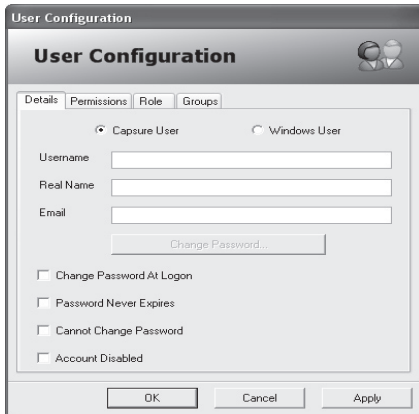 User Configuration
User Configuration
Details Permissions Role Groups
Capsure User Windows User
Username
Real Name
Email
Change Password...
Change Password At Logon
Password Never Expires
Cannot Change Password
Account Disabled
OK Cancel Apply